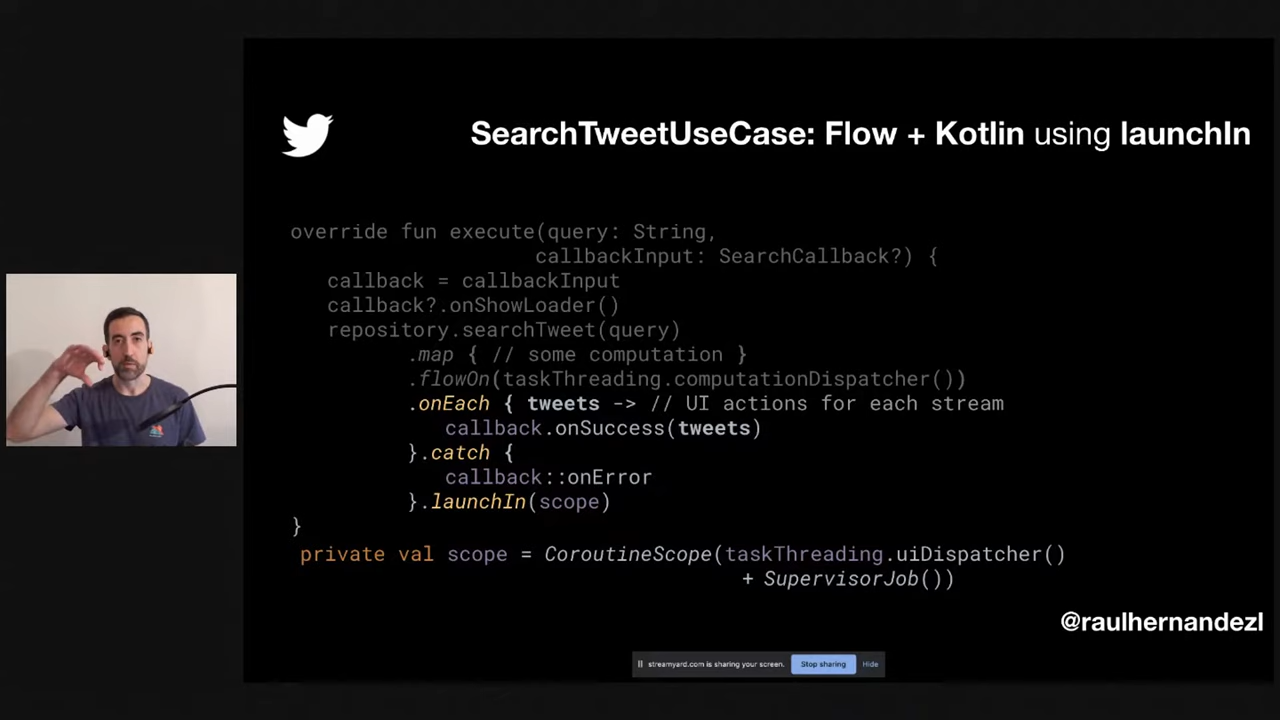 SearchTweetUseCase: Flow + Kotlin using launchIn
override fun execute(query: String,
callbackInput: SearchCallback?) {
callback = callbackInput
callback?.onShowLoader()
repository.searchTweet(query)
.map { // some computation }
.flowOn(taskThreading.computationDispatcher())
.onEach { tweets -> // UI actions for each stream
callback.onSuccess(tweets)
}.catch {
callback::onError
}.launchIn(scope)
}
private val scope = CoroutineScope(taskThreading.uiDispatcher()
+ SupervisorJob())
@raulhernandezl
streamyard.com is sharing your screen. Stop sharing Hide